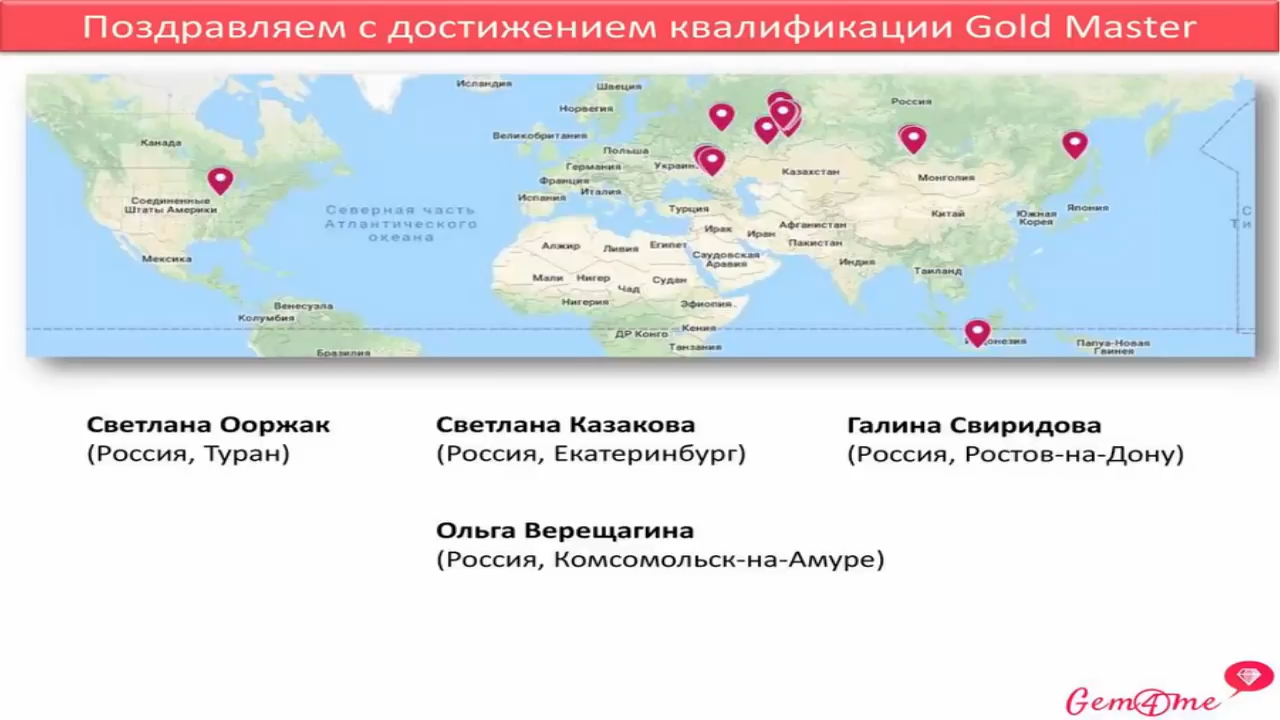 Поздравляем с достижением квалификации Gold Master
Исландия
Швеция
Норвегия
Россия
Канада
Великобритания
Польша
Германия
Украин
Франция
Италия
Испания
Казахстан
Монголия
Соединенные
Штаты Америки
Северная часть
Атлантического
океана
Турция
Китай
Южная
Корея
Япония
Ирак
Иран
Афганистан
Пакистан
Алжир
Ливия
Египет
Саудовская
Аравия
Мексика
Индия
Таиланд
Мали
Нигер
Чад
Судан
Нигерия
Эфиопия
Венесуэла
Колумбия
ДР Конго
Кения
Танзания
Бразилия
онезия
Папуа-Новая
Гвинея
Светлана Ооржак
(Россия, Туран)
Светлана Казакова
(Россия, Екатеринбург)
Галина Свиридова
(Россия, Ростов-на-Дону)
Ольга Верещагина
(Россия, Комсомольск-на-Амуре)
Gem4me